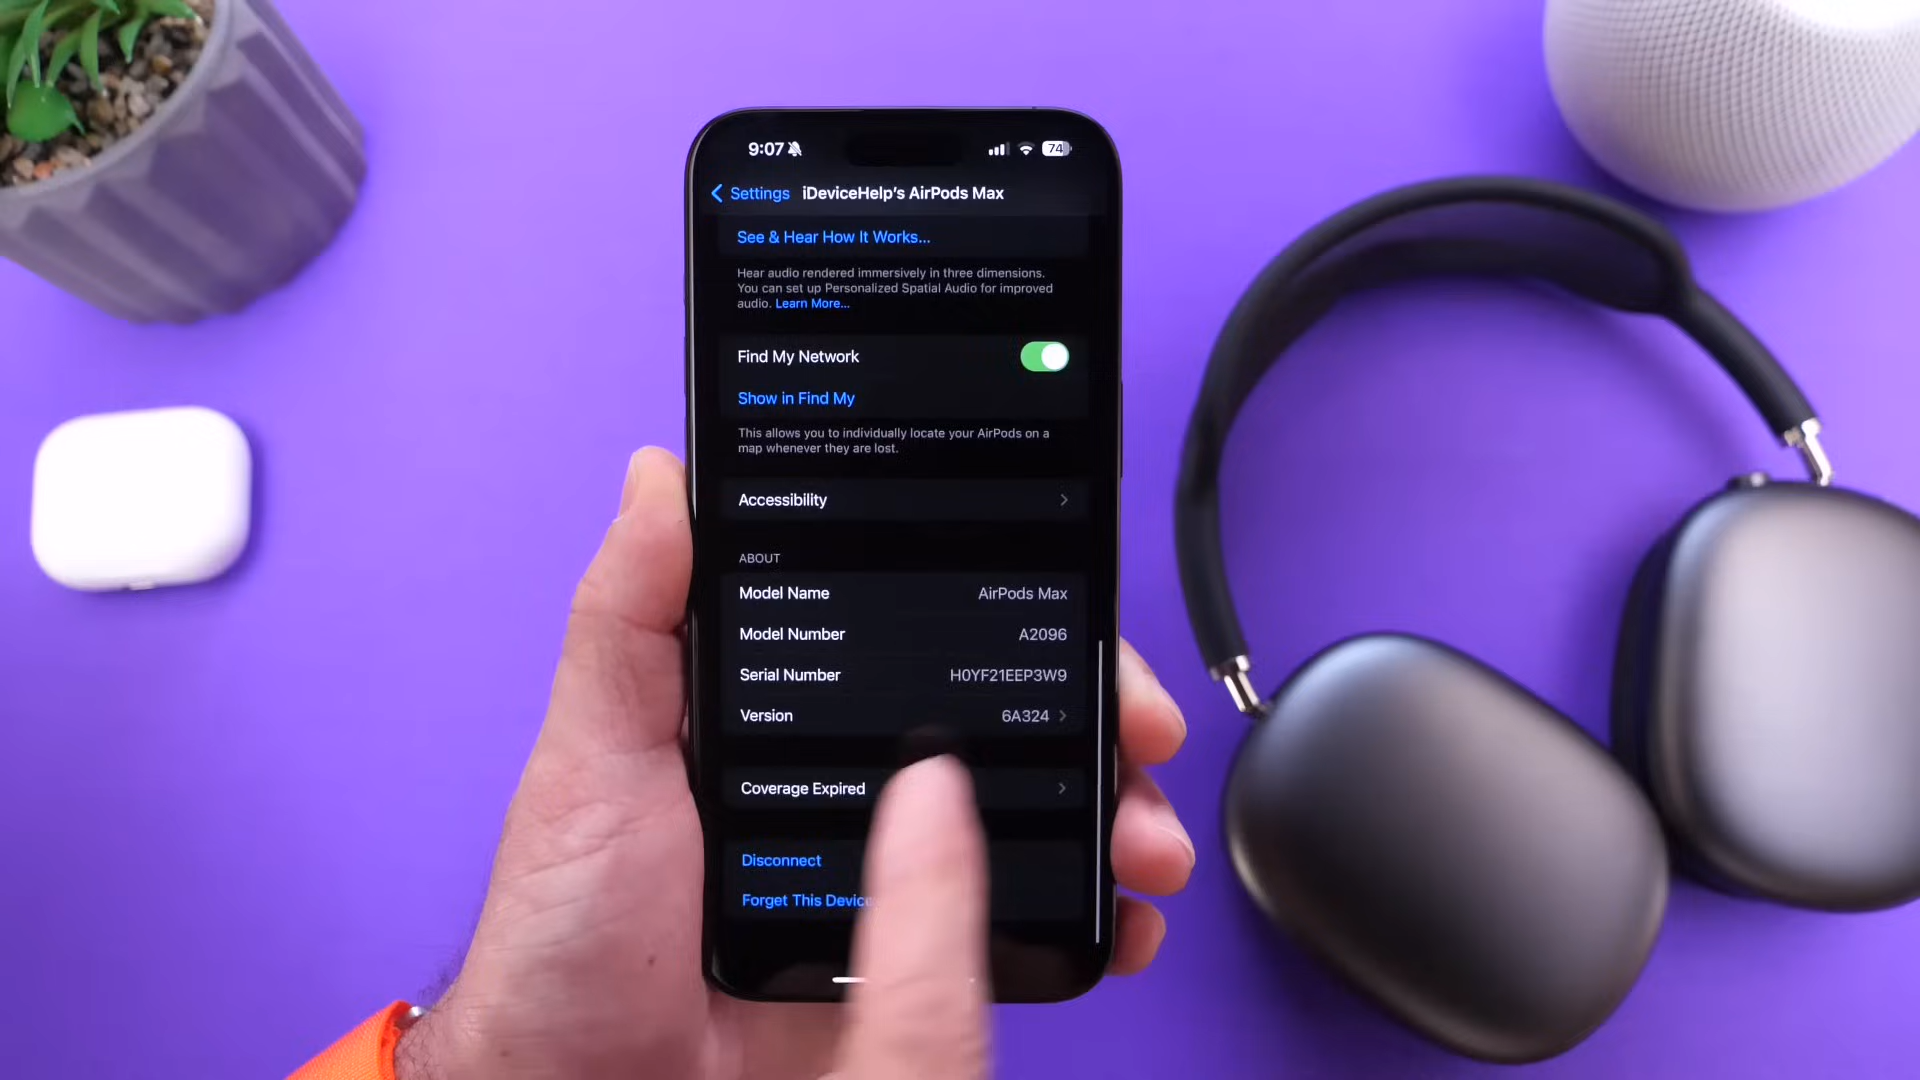 9:07
74
Settings
iDeviceHelp's AirPods Max
See & Hear How It Works...
Hear audio rendered immersively in three dimensions.
You can set up Personalized Spatial Audio for improved
audio. Learn More...
Find My Network
Show in Find My
This allows you to individually locate your AirPods on a
map whenever they are lost.
Accessibility
ABOUT
Model Name AirPods Max
Model Number A2096
Serial Number H0YF21EEP3W9
Version 6A324
Coverage Expired
Disconnect
Forget This Device